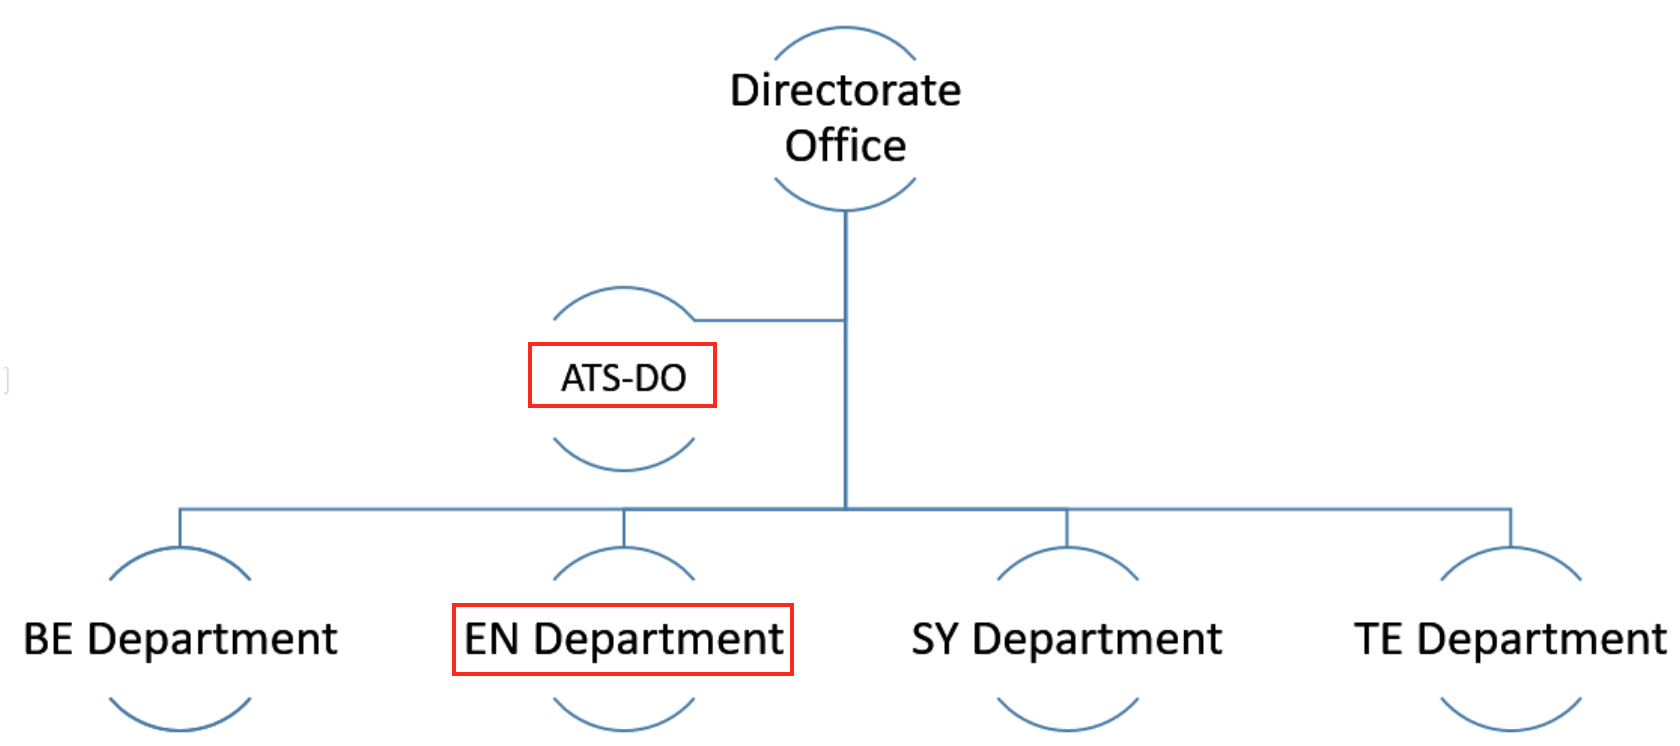 Directorate
Office
ATS-DO
BE Department
EN Department
SY Department
TE Department